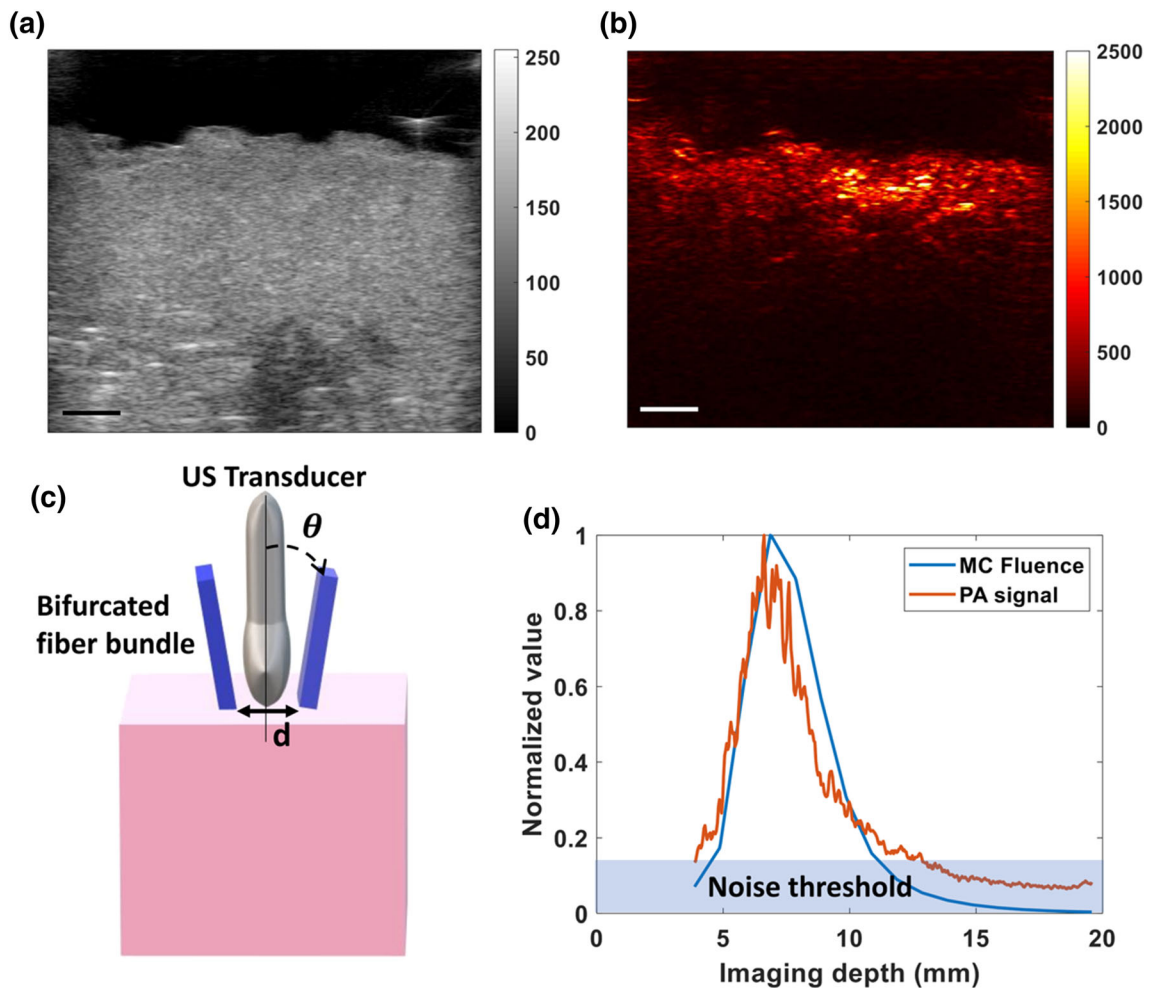 (a)
250
200
150
100
50
0
(b)
2500
2000
1500
1000
500
0
(c)
US Transducer
θ
Bifurcated
fiber bundle
d
(d)
Normalized value
1
0.8
0.6
0.4
0.2
0
MC Fluence
PA signal
Noise threshold
0 5 10 15 20
Imaging depth (mm)